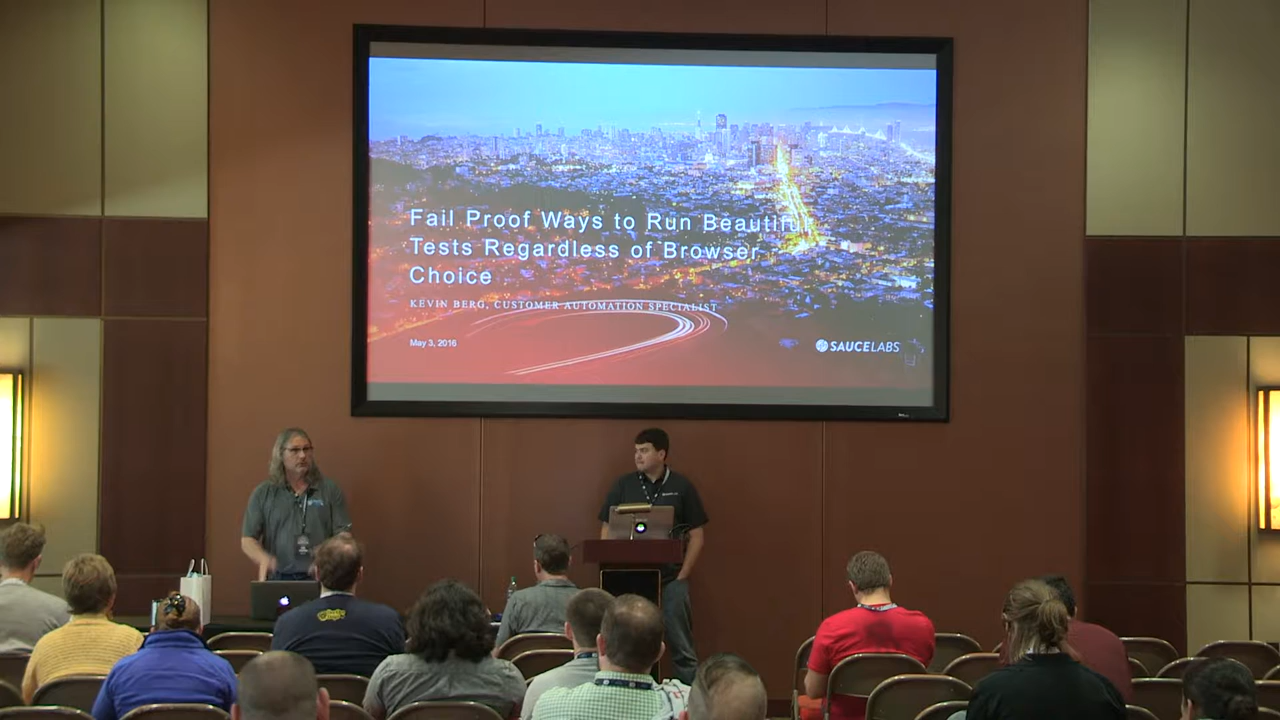 Fail Proof Ways to Run Beautiful
Tests Regardless of Browser
Choice
KEVIN BERG, CUSTOMER AUTOMATION SPECIALIST
May 3, 2016
SAUCELABS